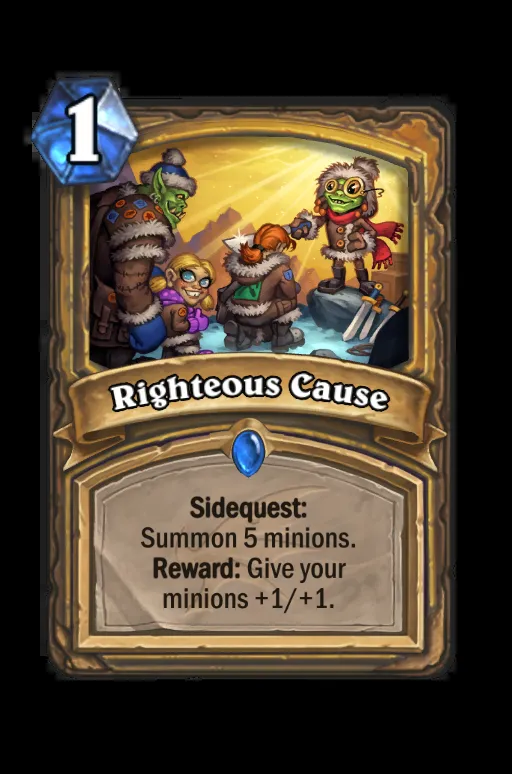 1
Righteous Cause
Sidequest:
Summon 5 minions.
Reward: Give your
minions +1/+1.